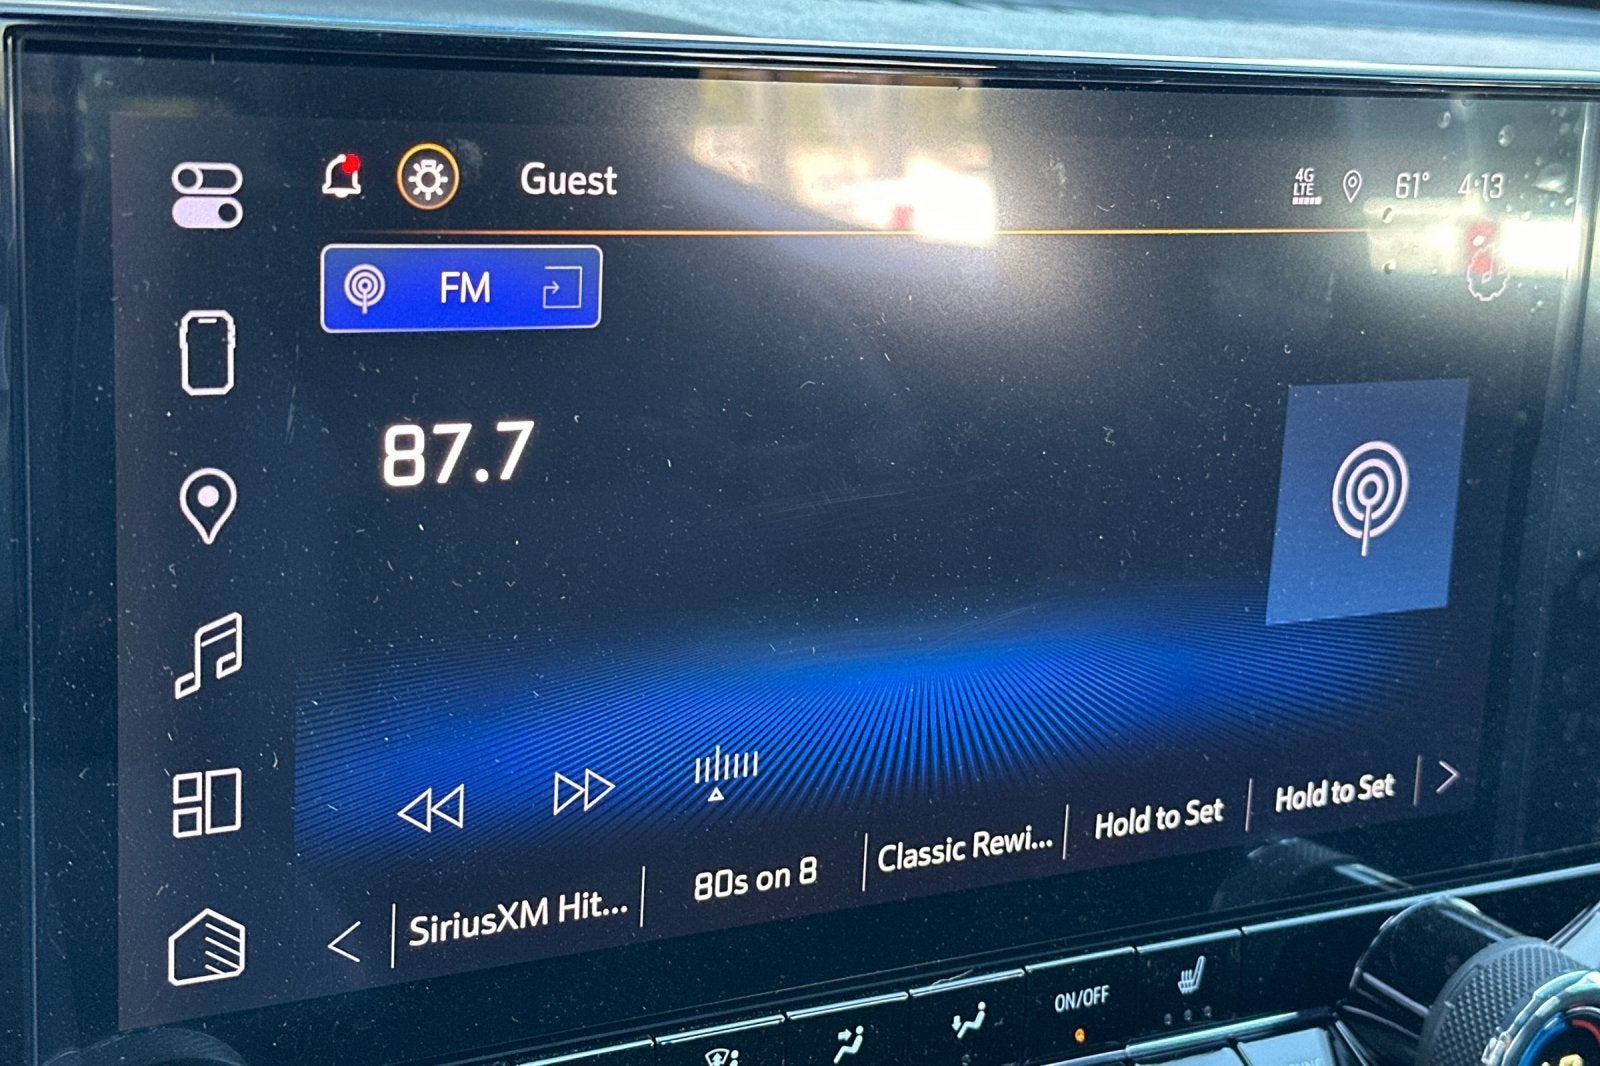 Guest
4G
LTE
61° 4:13
FM
87.7
SiriusXM Hit...
80s on 8
Classic Rewi...
Hold to Set
Hold to Set
ON/OFF